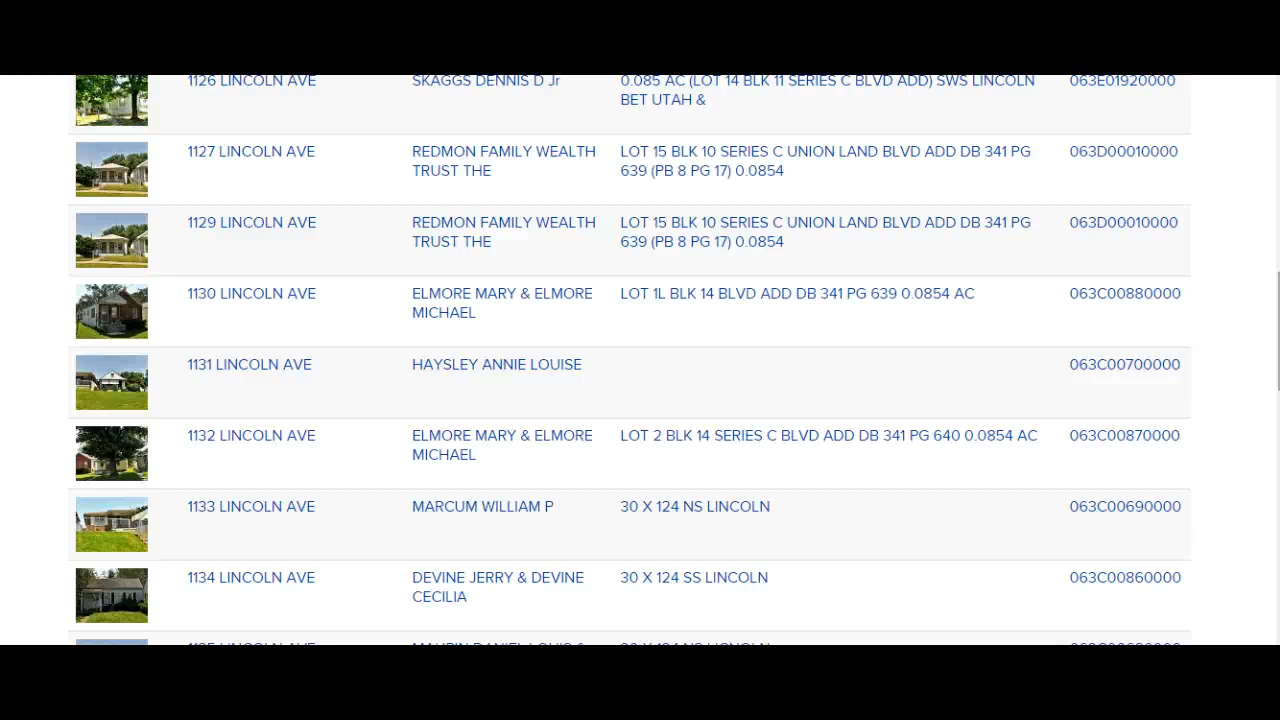 1126 LINCOLN AVE SKAGGS DENNIS D Jr 0.085 AC (LOT 14 BLK 11 SERIES C BLVD ADD) SWS LINCOLN 063E01920000
BET UTAH &
1127 LINCOLN AVE REDMON FAMILY WEALTH LOT 15 BLK 10 SERIES C UNION LAND BLVD ADD DB 341 PG 063D00010000
TRUST THE 639 (PB 8 PG 17) 0.0854
1129 LINCOLN AVE REDMON FAMILY WEALTH LOT 15 BLK 10 SERIES C UNION LAND BLVD ADD DB 341 PG 063D00010000
TRUST THE 639 (PB 8 PG 17) 0.0854
1130 LINCOLN AVE ELMORE MARY & ELMORE LOT 1L BLK 14 BLVD ADD DB 341 PG 639 0.0854 AC 063C00880000
MICHAEL
1131 LINCOLN AVE HAYSLEY ANNIE LOUISE 063C00700000
1132 LINCOLN AVE ELMORE MARY & ELMORE LOT 2 BLK 14 SERIES C BLVD ADD DB 341 PG 640 0.0854 AC 063C00870000
MICHAEL
1133 LINCOLN AVE MARCUM WILLIAM P 30 X 124 NS LINCOLN 063C00690000
1134 LINCOLN AVE DEVINE JERRY & DEVINE 30 X 124 SS LINCOLN 063C00860000
CECILIA